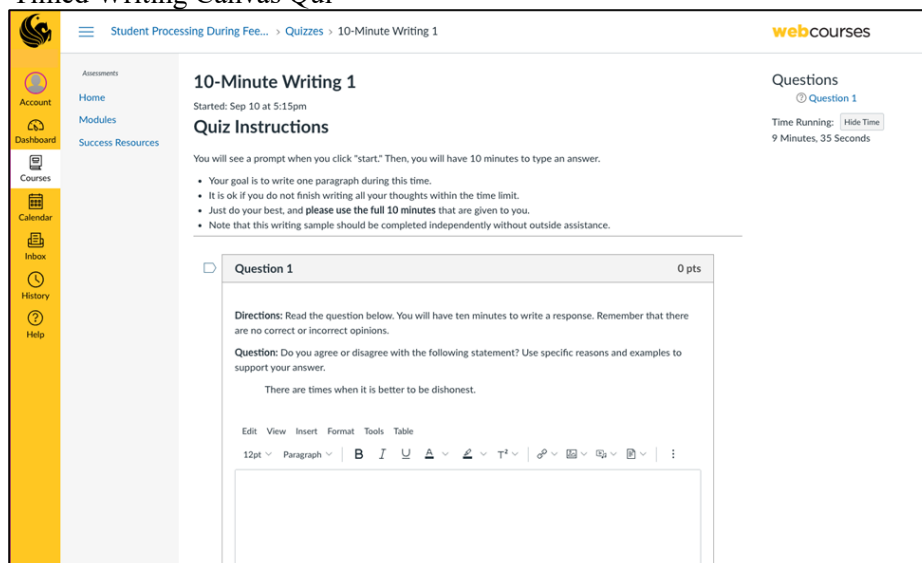 Student Processing During Fee... > Quizzes > 10-Minute Writing 1
webcourses
Account
Dashboard
Courses
Calendar
Inbox
History
Help
Assessments
Home
Modules
Success Resources
10-Minute Writing 1
Started: Sep 10 at 5:15pm
Quiz Instructions
You will see a prompt when you click "start." Then, you will have 10 minutes to type an answer.
• Your goal is to write one paragraph during this time.
• It is ok if you do not finish writing all your thoughts within the time limit.
• Just do your best, and please use the full 10 minutes that are given to you.
• Note that this writing sample should be completed independently without outside assistance.
Question 1 0 pts
Directions: Read the question below. You will have ten minutes to write a response. Remember that there
are no correct or incorrect opinions.
Question: Do you agree or disagree with the following statement? Use specific reasons and examples to
support your answer.
There are times when it is better to be dishonest.
Edit View Insert Format Tools Table
12pt Paragraph B I U A T²
Questions
Question 1
Time Running: Hide Time
9 Minutes, 35 Seconds